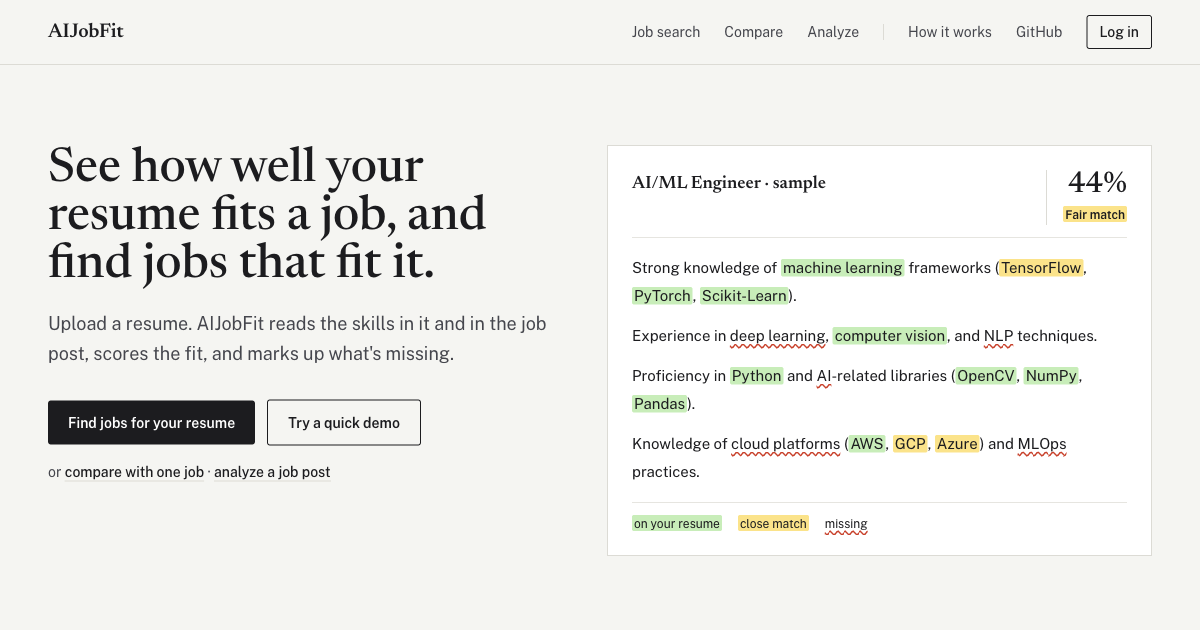 AIJobFit
Job search
Compare
Analyze
How it works
GitHub
Log in
See how well your
resume fits a job, and
find jobs that fit it.
Upload a resume. AIJobFit reads the skills in it and in the job
post, scores the fit, and marks up what's missing.
Find jobs for your resume
Try a quick demo
or compare with one job · analyze a job post
AI/ML Engineer · sample
44%
Fair match
Strong knowledge of machine learning frameworks (TensorFlow,
PyTorch, Scikit-Learn).
Experience in deep learning, computer vision, and NLP techniques.
Proficiency in Python and AI-related libraries (OpenCV, NumPy,
Pandas).
Knowledge of cloud platforms (AWS, GCP, Azure) and MLOps
practices.
on your resume
close match
missing